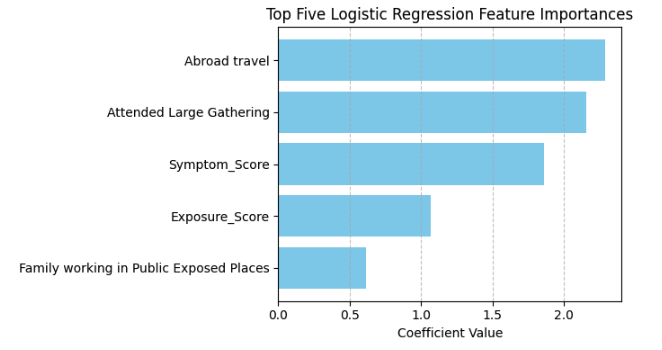 Top Five Logistic Regression Feature Importances
Abroad travel
Attended Large Gathering
Symptom_Score
Exposure_Score
Family working in Public Exposed Places
0.0 0.5 1.0 1.5 2.0
Coefficient Value